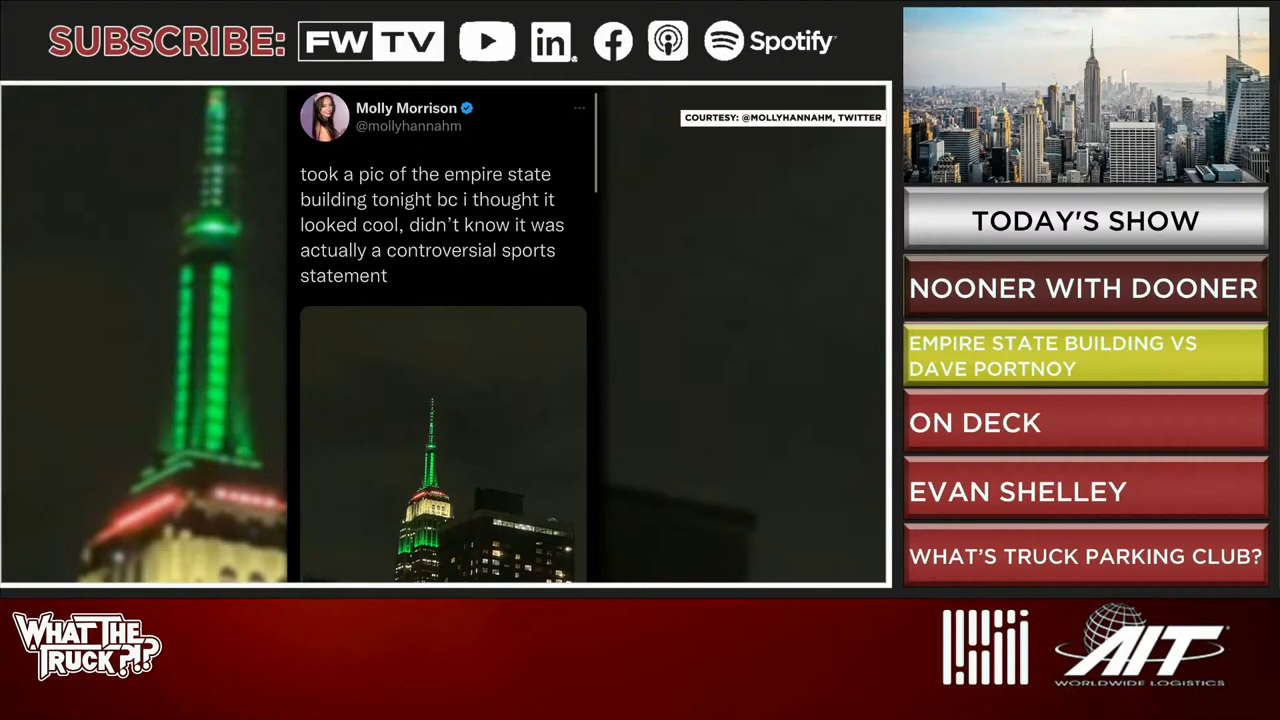 SUBSCRIBE:
FWTV
in
Spotify
COURTESY: @MOLLYHANNAHM, TWITTER
Molly Morrison
@mollyhannahm
took a pic of the empire state
building tonight bc i thought it
looked cool, didn’t know it was
actually a controversial sports
statement
TODAY'S SHOW
NOONER WITH DOONER
EMPIRE STATE BUILDING VS
DAVE PORTNOY
ON DECK
EVAN SHELLEY
WHAT’S TRUCK PARKING CLUB?
WHAT THE
TRUCK?!?
AIT
WORLDWIDE LOGISTICS